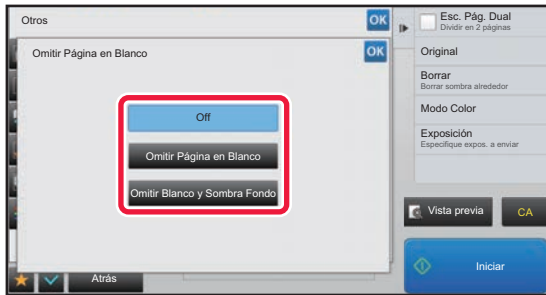 Otros
OK
Omitir Página en Blanco
OK
Off
Omitir Página en Blanco
Omitir Blanco y Sombra Fondo
Atrás
Esc. Pág. Dual
Dividir en 2 páginas
Original
Borrar
Borrar sombra alrededor
Modo Color
Exposición
Especifique expos. a enviar
Vista previa
CA
Iniciar